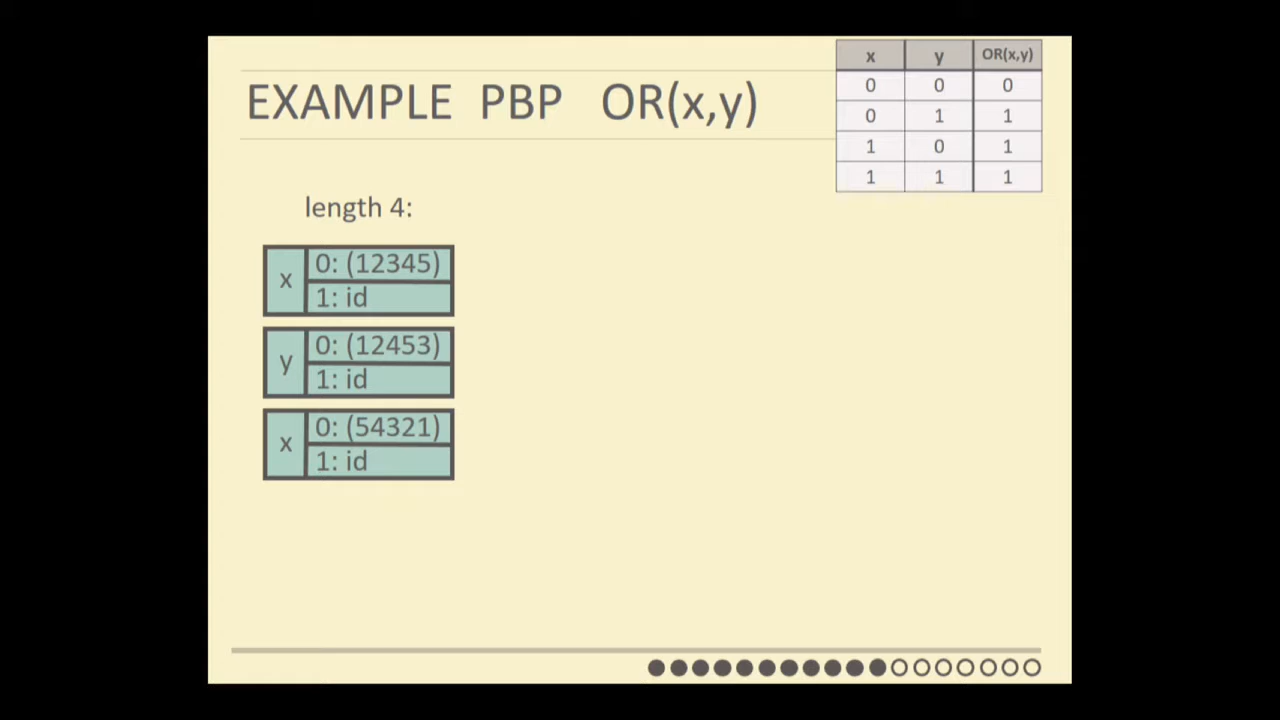 EXAMPLE PBP OR(x,y)
x y OR(x,y)
0 0 0
0 1 1
1 0 1
1 1 1
length 4:
x 0: (12345)
1: id
y 0: (12453)
1: id
x 0: (54321)
1: id